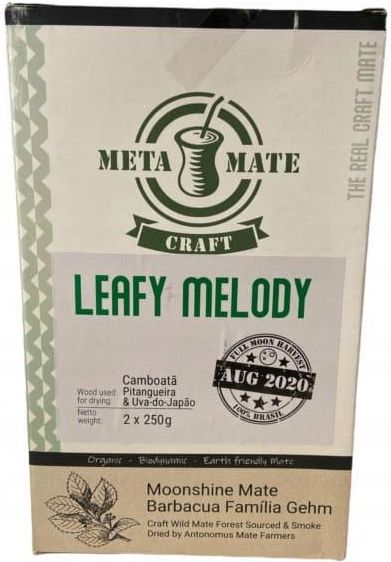 META MATE
CRAFT
THE REAL CRAFT MATE
LEAFY MELODY
Wood used for drying:
Camboatã
Pitangueira
& Uva-do-Japão
Netto weight:
2 x 250g
FULL MOON HARVEST
AUG 2020
100% BRASIL
Organic - Biodynamic - Earth friendly Mate
Moonshine Mate
Barbacua Família Gehm
Craft Wild Mate Forest Sourced & Smoke
Dried by Antonomus Mate Farmers